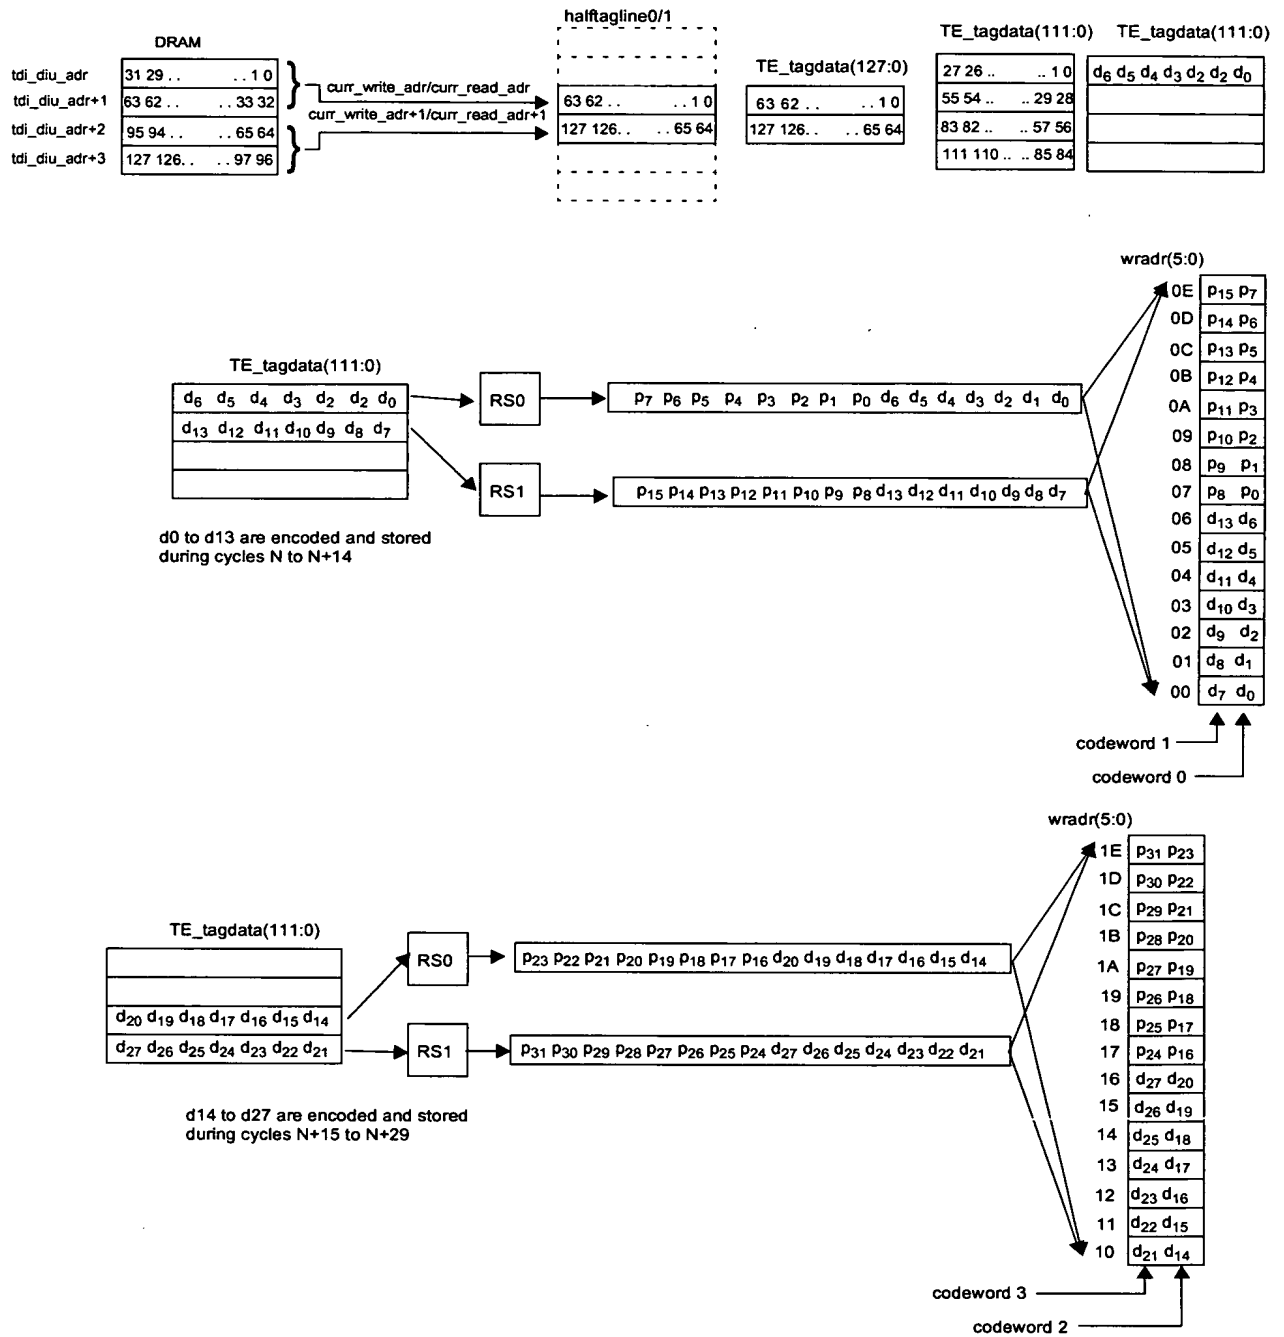 halftagline0/1
DRAM
TE_tagdata(111:0) TE_tagdata(111:0)
TE_tagdata(127:0)
tdi_diu_adr 31 29 . . . . 1 0
tdi_diu_adr+1 63 62 . . . . 33 32
tdi_diu_adr+2 95 94 . . . . 65 64
tdi_diu_adr+3 127 126. . . . 97 96
curr_write_adr/curr_read_adr
curr_write_adr+1/curr_read_adr+1
63 62 . . . . 1 0
127 126. . . . 65 64
63 62 . . . . 1 0
127 126. . . . 65 64
27 26 .. .. 1 0
55 54 .. .. 29 28
83 82 .. .. 57 56
111 110 .. .. 85 84
d6 d5 d4 d3 d2 d2 d0
wradr(5:0)
0E p15 p7
0D p14 p6
0C p13 p5
0B p12 p4
0A p11 p3
09 p10 p2
08 p9 p1
07 p8 p0
06 d13 d6
05 d12 d5
04 d11 d4
03 d10 d3
02 d9 d2
01 d8 d1
00 d7 d0
codeword 1
codeword 0
TE_tagdata(111:0)
d6 d5 d4 d3 d2 d2 d0
d13 d12 d11 d10 d9 d8 d7
RS0
RS1
p7 p6 p5 p4 p3 p2 p1 p0 d6 d5 d4 d3 d2 d1 d0
p15 p14 p13 p12 p11 p10 p9 p8 d13 d12 d11 d10 d9 d8 d7
d0 to d13 are encoded and stored
during cycles N to N+14
wradr(5:0)
1E p31 p23
1D p30 p22
1C p29 p21
1B p28 p20
1A p27 p19
19 p26 p18
18 p25 p17
17 p24 p16
16 d27 d20
15 d26 d19
14 d25 d18
13 d24 d17
12 d23 d16
11 d22 d15
10 d21 d14
codeword 3
codeword 2
TE_tagdata(111:0)
d20 d19 d18 d17 d16 d15 d14
d27 d26 d25 d24 d23 d22 d21
RS0
RS1
p23 p22 p21 p20 p19 p18 p17 p16 d20 d19 d18 d17 d16 d15 d14
p31 p30 p29 p28 p27 p26 p25 p24 d27 d26 d25 d24 d23 d22 d21
d14 to d27 are encoded and stored
during cycles N+15 to N+29